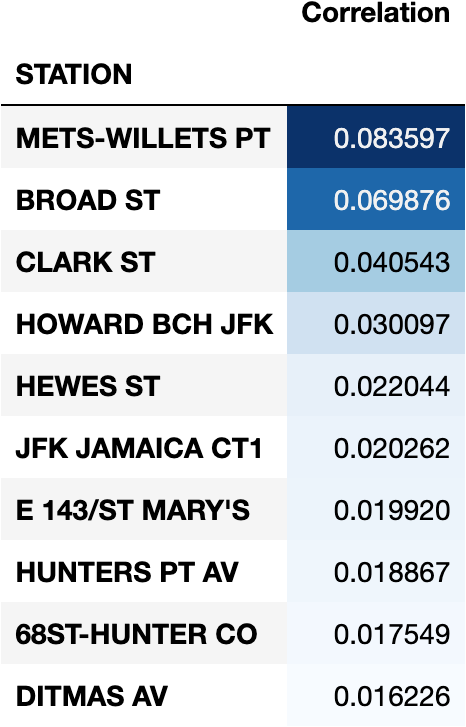 Correlation
STATION
METS-WILLETS PT 0.083597
BROAD ST 0.069876
CLARK ST 0.040543
HOWARD BCH JFK 0.030097
HEWES ST 0.022044
JFK JAMAICA CT1 0.020262
E 143/ST MARY'S 0.019920
HUNTERS PT AV 0.018867
68ST-HUNTER CO 0.017549
DITMAS AV 0.016226